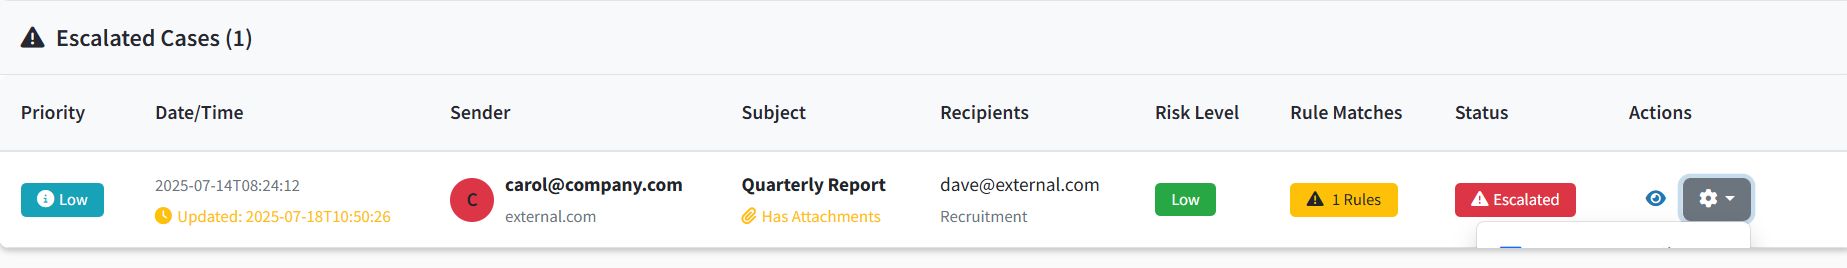 Escalated Cases (1)
Priority Date/Time Sender Subject Recipients Risk Level Rule Matches Status Actions
Low 2025-07-14T08:24:12 C carol@company.com Quarterly Report dave@external.com Low 1 Rules Escalated
Updated: 2025-07-18T10:50:26 external.com Has Attachments Recruitment